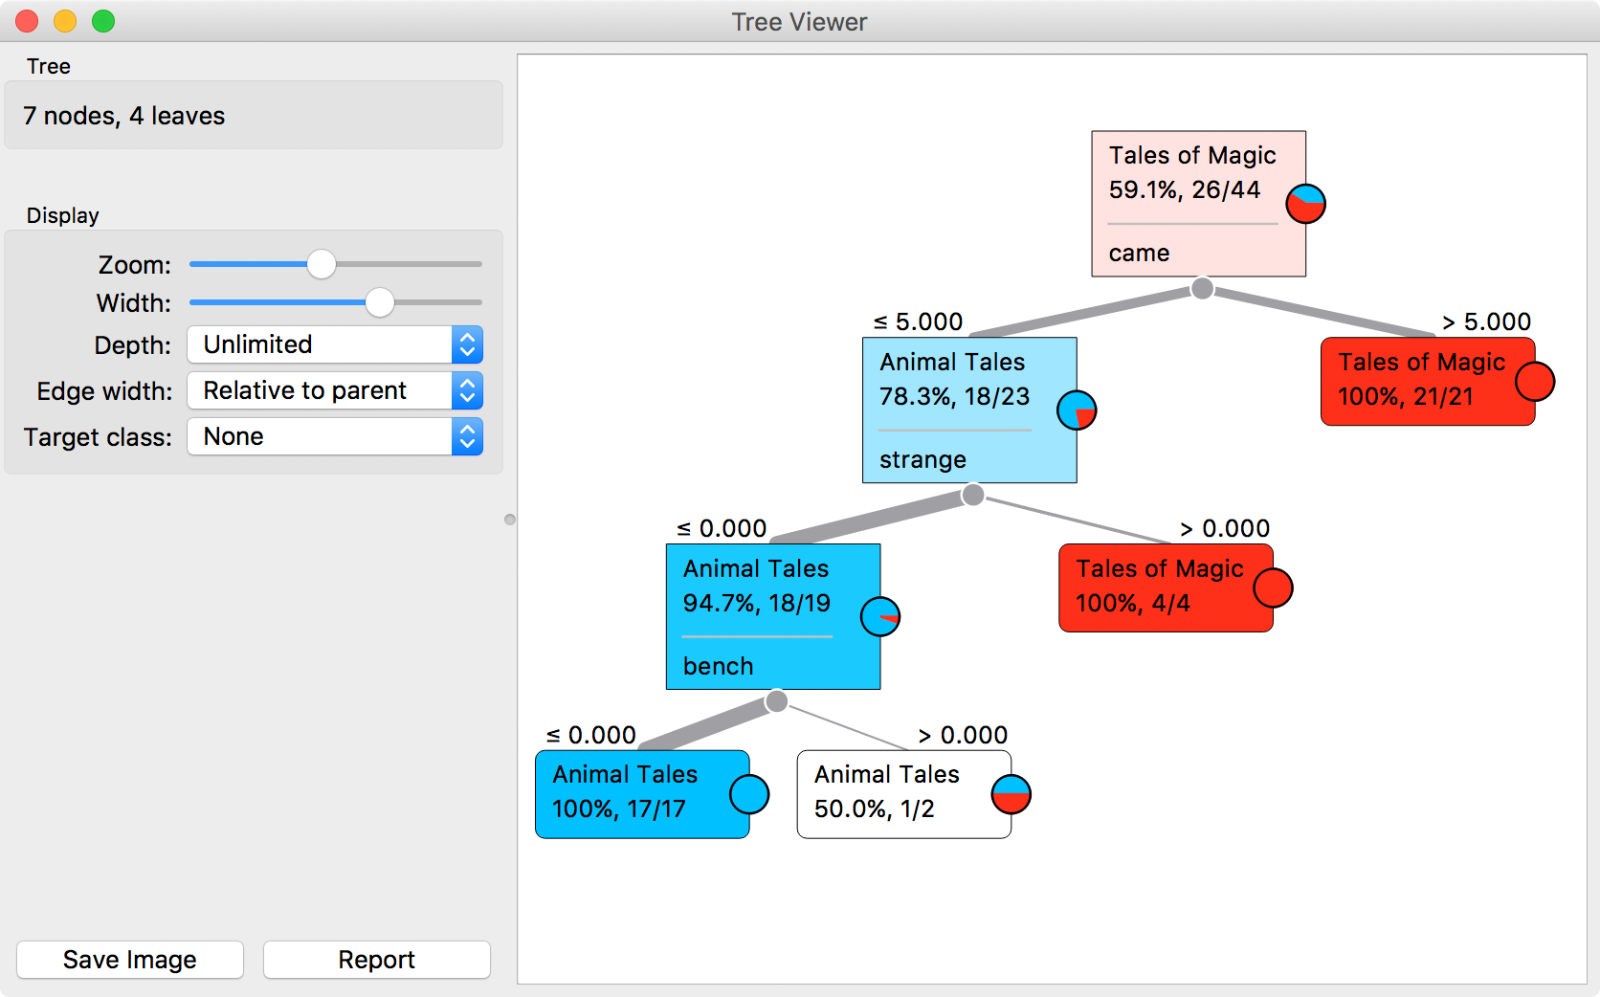 Tree Viewer
Tree
7 nodes, 4 leaves
Display
Zoom:
Width:
Depth: Unlimited
Edge width: Relative to parent
Target class: None
Save Image Report
Tales of Magic
59.1%, 26/44
came
≤ 5.000
> 5.000
Animal Tales
78.3%, 18/23
strange
Tales of Magic
100%, 21/21
≤ 0.000
> 0.000
Animal Tales
94.7%, 18/19
bench
Tales of Magic
100%, 4/4
≤ 0.000
> 0.000
Animal Tales
100%, 17/17
Animal Tales
50.0%, 1/2